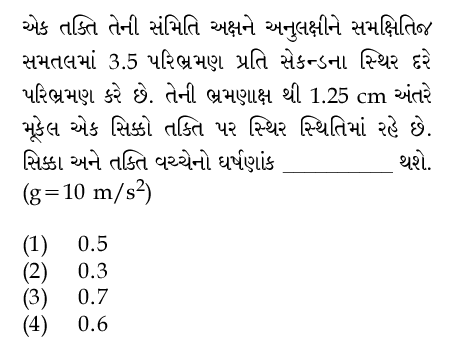 એક તક્તિ તેની સંમિતિ અક્ષને અનુલક્ષીને સમક્ષિતિજ
સમતલમાં 3.5 પરિભ્રમણ પ્રતિ સેકન્ડના સ્થિર દરે
પરિભ્રમણ કરે છે. તેની ભ્રમણાક્ષ થી 1.25 cm અંતરે
મૂકેલ એક સિક્કો તક્તિ પર સ્થિર સ્થિતિમાં રહે છે.
સિક્કા અને તક્તિ વચ્ચેનો ઘર્ષણાંક __________ થશે.
(g=10 m/s²)
(1) 0.5
(2) 0.3
(3) 0.7
(4) 0.6